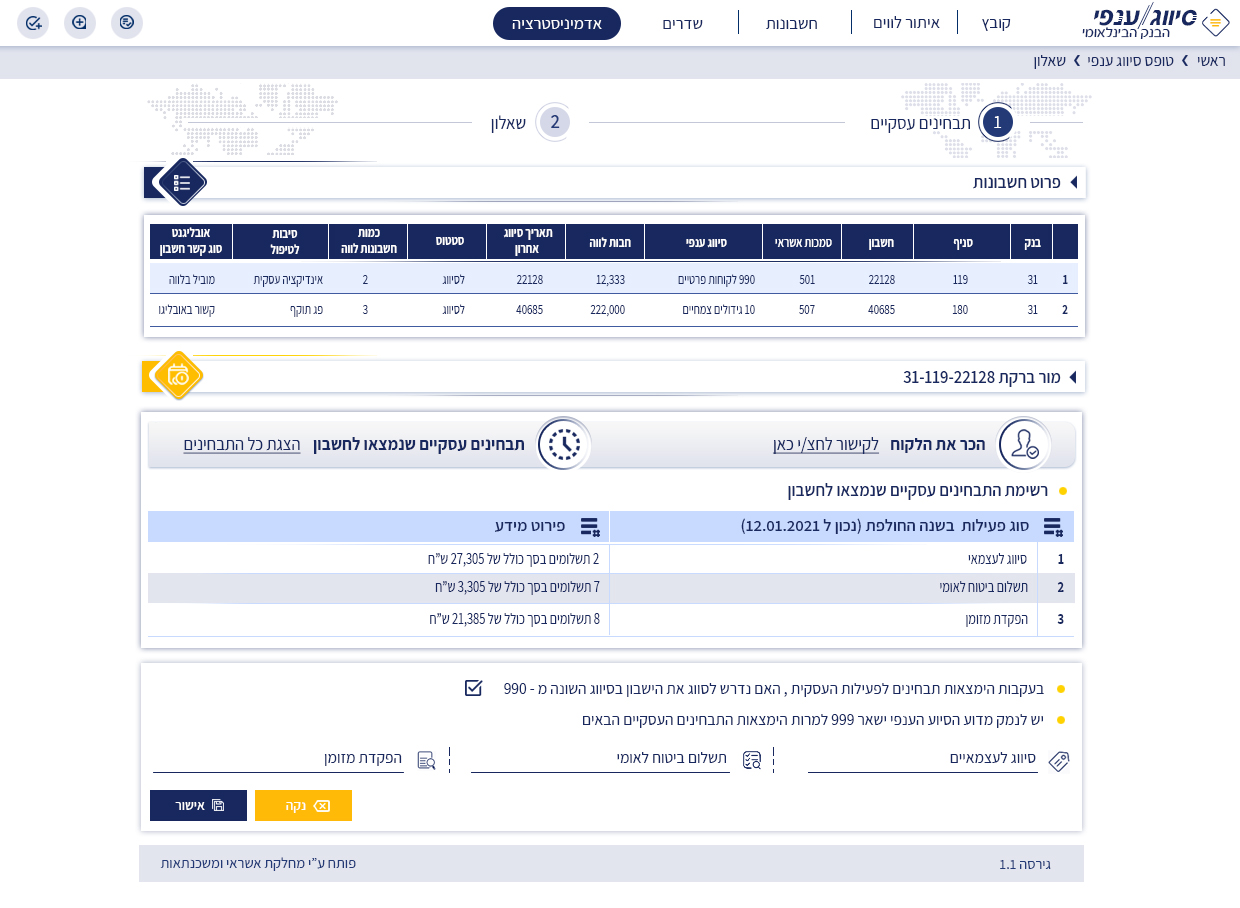 סיווג/ענפי
הבנק הבינלאומי
קובץ
איתור לווים
חשבונות
שדרים
אדמיניסטרציה
ראשי ❯ טופס סיווג ענפי ❯ שאלון
1 תבחינים עסקיים
2 שאלון
פרוט חשבונות
בנק סניף חשבון סמכות אשראי סיווג ענפי חבות לווה תאריך סיווג אחרון סטטוס כמות חשבונות לווה סיבות לטיפול אובליגנט סוג קשר חשבון
1 31 119 22128 501 990 לקוחות פרטיים 12,333 22128 לסיווג 2 אינדיקציה עסקית מוביל בלווה
2 31 180 40685 507 10 גידולים צמחיים 222,000 40685 לסיווג 3 פג תוקף קשור באובליגו
מור ברקת 31-119-22128
הכר את הלקוח לקישור לחצ/י כאן
תבחינים עסקיים שנמצאו לחשבון הצגת כל התבחינים
רשימת התבחינים עסקיים שנמצאו לחשבון
סוג פעילות בשנה החולפת (נכון ל 12.01.2021) פירוט מידע
1 סיווג לעצמאי 2 תשלומים בסך כולל של 27,305 ש"ח
2 תשלום ביטוח לאומי 7 תשלומים בסך כולל של 3,305 ש"ח
3 הפקדת מזומן 8 תשלומים בסך כולל של 21,385 ש"ח
בעקבות הימצאות תבחינים לפעילות העסקית , האם נדרש לסווג את הישבון בסיווג השונה מ - 990
יש לנמק מדוע הסיוע הענפי ישאר 999 למרות הימצאות התבחינים העסקיים הבאים
סיווג לעצמאיים
תשלום ביטוח לאומי
הפקדת מזומן
נקה
אישור
גירסה 1.1
פותח ע"י מחלקת אשראי ומשכנתאות